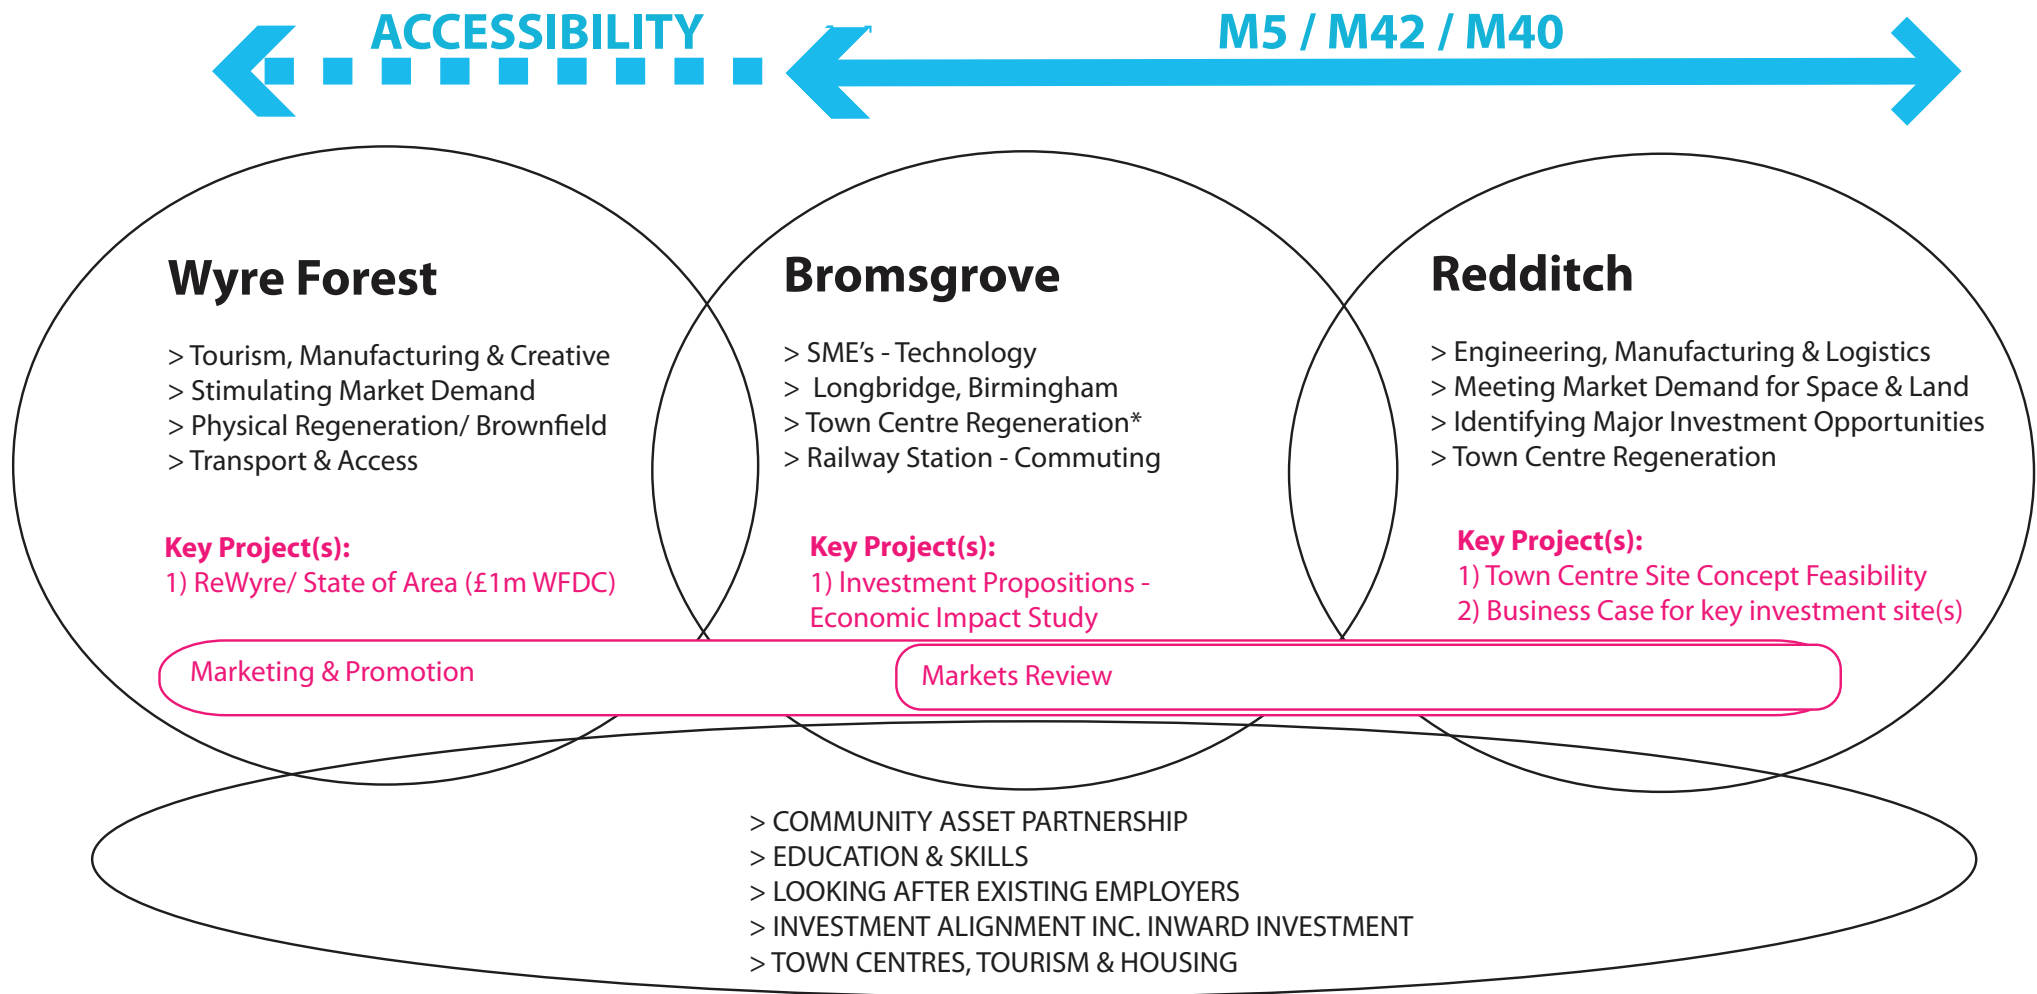 ACCESSIBILITY
M5 / M42 / M40
Wyre Forest
> Tourism, Manufacturing & Creative
> Stimulating Market Demand
> Physical Regeneration/ Brownfield
> Transport & Access
Key Project(s):
1) ReWyre/ State of Area (£1m WFDC)
Bromsgrove
> SME's - Technology
> Longbridge, Birmingham
> Town Centre Regeneration*
> Railway Station - Commuting
Key Project(s):
1) Investment Propositions -
Economic Impact Study
Redditch
> Engineering, Manufacturing & Logistics
> Meeting Market Demand for Space & Land
> Identifying Major Investment Opportunities
> Town Centre Regeneration
Key Project(s):
1) Town Centre Site Concept Feasibility
2) Business Case for key investment site(s)
Marketing & Promotion
Markets Review
> COMMUNITY ASSET PARTNERSHIP
> EDUCATION & SKILLS
> LOOKING AFTER EXISTING EMPLOYERS
> INVESTMENT ALIGNMENT INC. INWARD INVESTMENT
> TOWN CENTRES, TOURISM & HOUSING